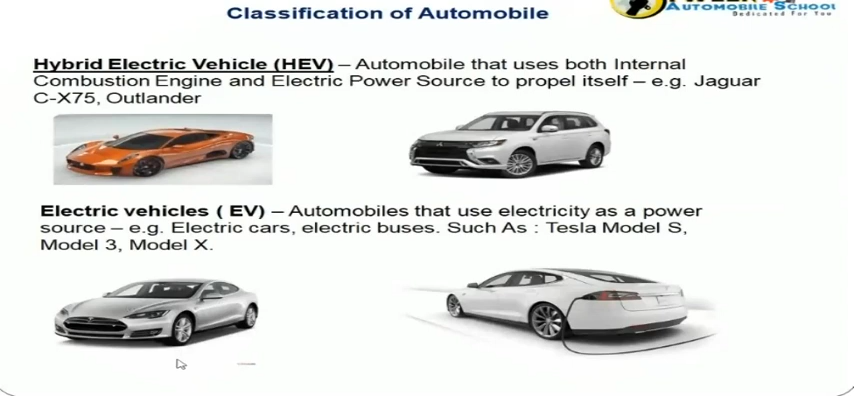 Classification of Automobile
AUTOMOBILE SCHOOL
Dedicated For You
Hybrid Electric Vehicle (HEV) – Automobile that uses both Internal
Combustion Engine and Electric Power Source to propel itself – e.g. Jaguar
C-X75, Outlander
Electric vehicles ( EV) – Automobiles that use electricity as a power
source – e.g. Electric cars, electric buses. Such As : Tesla Model S,
Model 3, Model X.